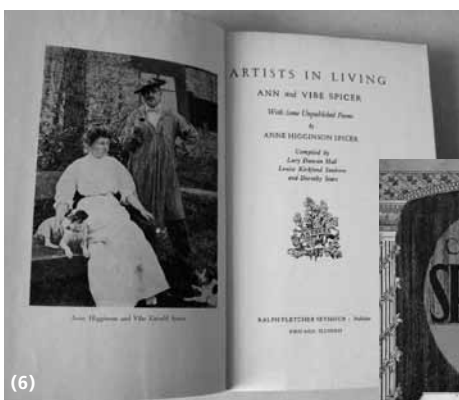 ARTISTS IN LIVING
ANN and VIBE SPICER
With Some Unpublished Poems
by
ANNE HIGGINSON SPICER
Compiled by
Lucy Duncan Hall
Louise Kirkland Sanborn
and Dorothy Sears
RALPH FLETCHER SEYMOUR · Publisher
CHICAGO, ILLINOIS
Anne Higginson and Vibe Spicer
(6)